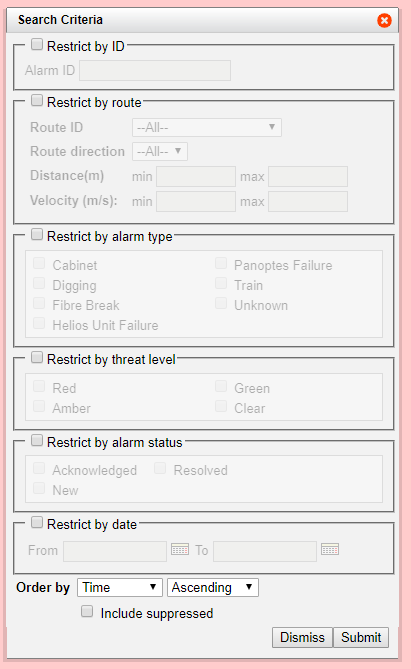 Search Criteria
Restrict by ID
Alarm ID
Restrict by route
Route ID --All--
Route direction --All--
Distance(m) min max
Velocity (m/s): min max
Restrict by alarm type
Cabinet Panoptes Failure
Digging Train
Fibre Break Unknown
Helios Unit Failure
Restrict by threat level
Red Green
Amber Clear
Restrict by alarm status
Acknowledged Resolved
New
Restrict by date
From To
Order by Time Ascending
Include suppressed
Dismiss Submit